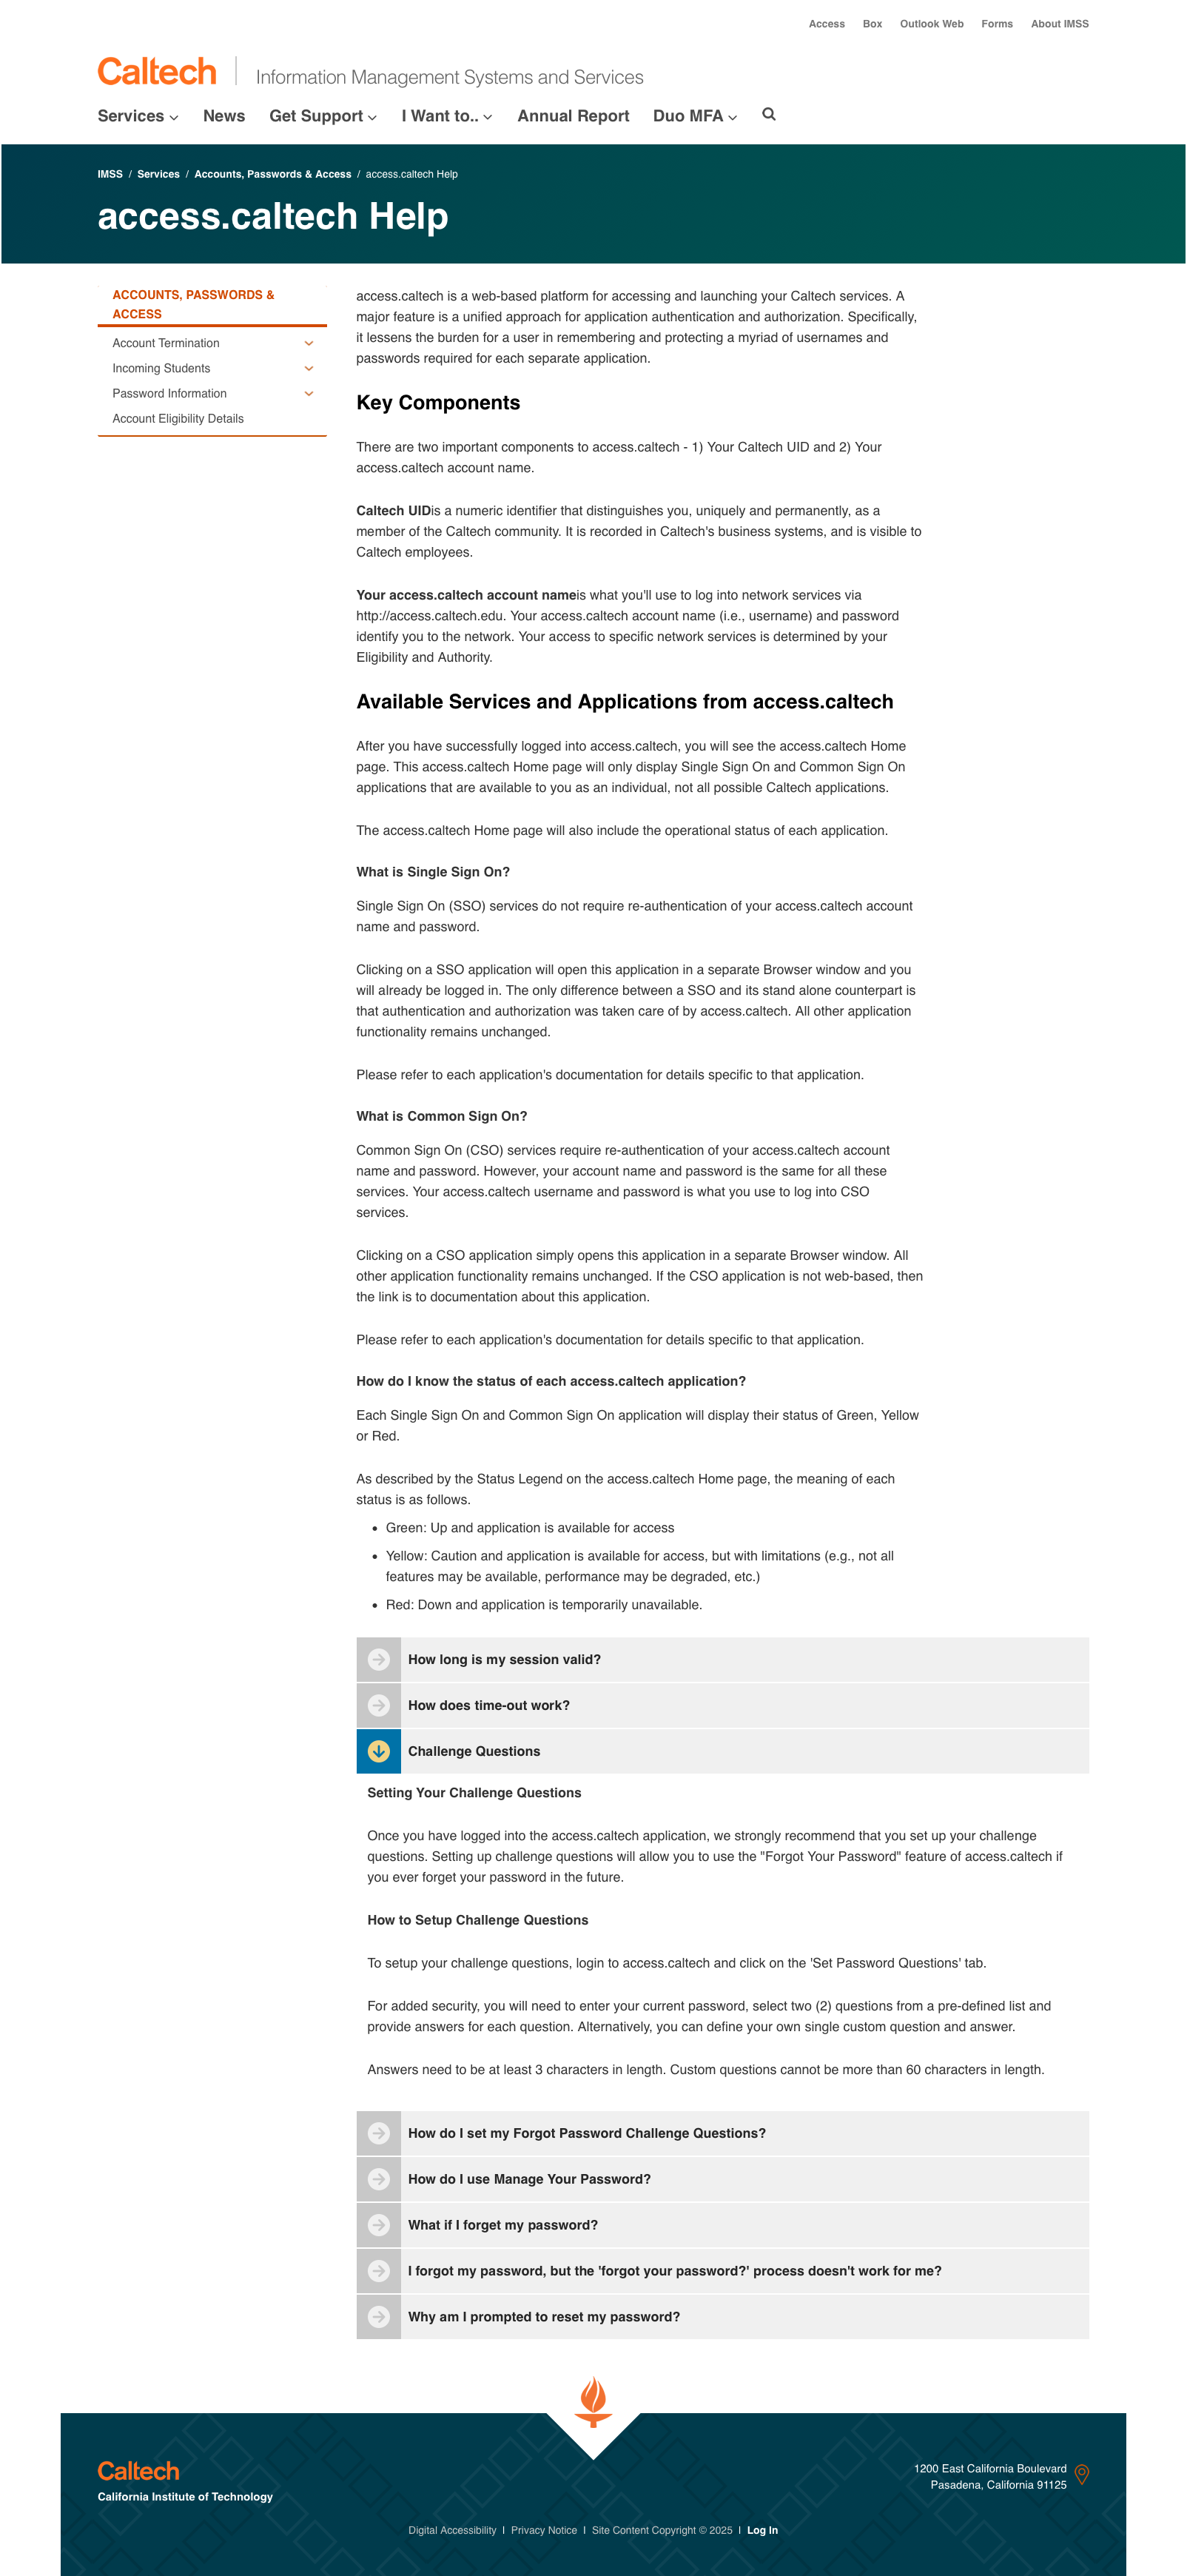 Access Box Outlook Web Forms About IMSS
Caltech Information Management Systems and Services
Services News Get Support I Want to.. Annual Report Duo MFA
IMSS / Services / Accounts, Passwords & Access / access.caltech Help
access.caltech Help
ACCOUNTS, PASSWORDS &
ACCESS
Account Termination
Incoming Students
Password Information
Account Eligibility Details
access.caltech is a web-based platform for accessing and launching your Caltech services. A
major feature is a unified approach for application authentication and authorization. Specifically,
it lessens the burden for a user in remembering and protecting a myriad of usernames and
passwords required for each separate application.
Key Components
There are two important components to access.caltech - 1) Your Caltech UID and 2) Your
access.caltech account name.
Caltech UIDis a numeric identifier that distinguishes you, uniquely and permanently, as a
member of the Caltech community. It is recorded in Caltech's business systems, and is visible to
Caltech employees.
Your access.caltech account nameis what you'll use to log into network services via
http://access.caltech.edu. Your access.caltech account name (i.e., username) and password
identify you to the network. Your access to specific network services is determined by your
Eligibility and Authority.
Available Services and Applications from access.caltech
After you have successfully logged into access.caltech, you will see the access.caltech Home
page. This access.caltech Home page will only display Single Sign On and Common Sign On
applications that are available to you as an individual, not all possible Caltech applications.
The access.caltech Home page will also include the operational status of each application.
What is Single Sign On?
Single Sign On (SSO) services do not require re-authentication of your access.caltech account
name and password.
Clicking on a SSO application will open this application in a separate Browser window and you
will already be logged in. The only difference between a SSO and its stand alone counterpart is
that authentication and authorization was taken care of by access.caltech. All other application
functionality remains unchanged.
Please refer to each application's documentation for details specific to that application.
What is Common Sign On?
Common Sign On (CSO) services require re-authentication of your access.caltech account
name and password. However, your account name and password is the same for all these
services. Your access.caltech username and password is what you use to log into CSO
services.
Clicking on a CSO application simply opens this application in a separate Browser window. All
other application functionality remains unchanged. If the CSO application is not web-based, then
the link is to documentation about this application.
Please refer to each application's documentation for details specific to that application.
How do I know the status of each access.caltech application?
Each Single Sign On and Common Sign On application will display their status of Green, Yellow
or Red.
As described by the Status Legend on the access.caltech Home page, the meaning of each
status is as follows.
• Green: Up and application is available for access
• Yellow: Caution and application is available for access, but with limitations (e.g., not all
features may be available, performance may be degraded, etc.)
• Red: Down and application is temporarily unavailable.
How long is my session valid?
How does time-out work?
Challenge Questions
Setting Your Challenge Questions
Once you have logged into the access.caltech application, we strongly recommend that you set up your challenge
questions. Setting up challenge questions will allow you to use the "Forgot Your Password" feature of access.caltech if
you ever forget your password in the future.
How to Setup Challenge Questions
To setup your challenge questions, login to access.caltech and click on the 'Set Password Questions' tab.
For added security, you will need to enter your current password, select two (2) questions from a pre-defined list and
provide answers for each question. Alternatively, you can define your own single custom question and answer.
Answers need to be at least 3 characters in length. Custom questions cannot be more than 60 characters in length.
How do I set my Forgot Password Challenge Questions?
How do I use Manage Your Password?
What if I forget my password?
I forgot my password, but the 'forgot your password?' process doesn't work for me?
Why am I prompted to reset my password?
Caltech
California Institute of Technology
1200 East California Boulevard
Pasadena, California 91125
Digital Accessibility | Privacy Notice | Site Content Copyright © 2025 | Log In